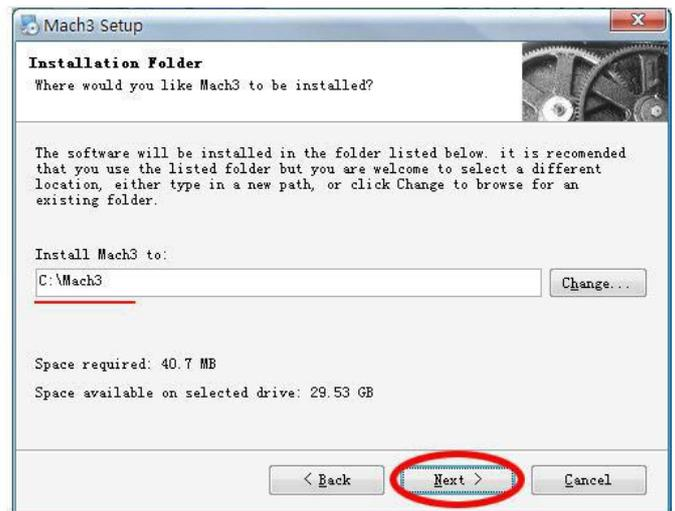 Mach3 Setup
Installation Folder
Where would you like Mach3 to be installed?
The software will be installed in the folder listed below. it is recomended
that you use the listed folder but you are welcome to select a different
location, either type in a new path, or click Change to browse for an
existing folder.
Install Mach3 to:
C:\Mach3
Change...
Space required: 40.7 MB
Space available on selected drive: 29.53 GB
< Back
Next >
Cancel